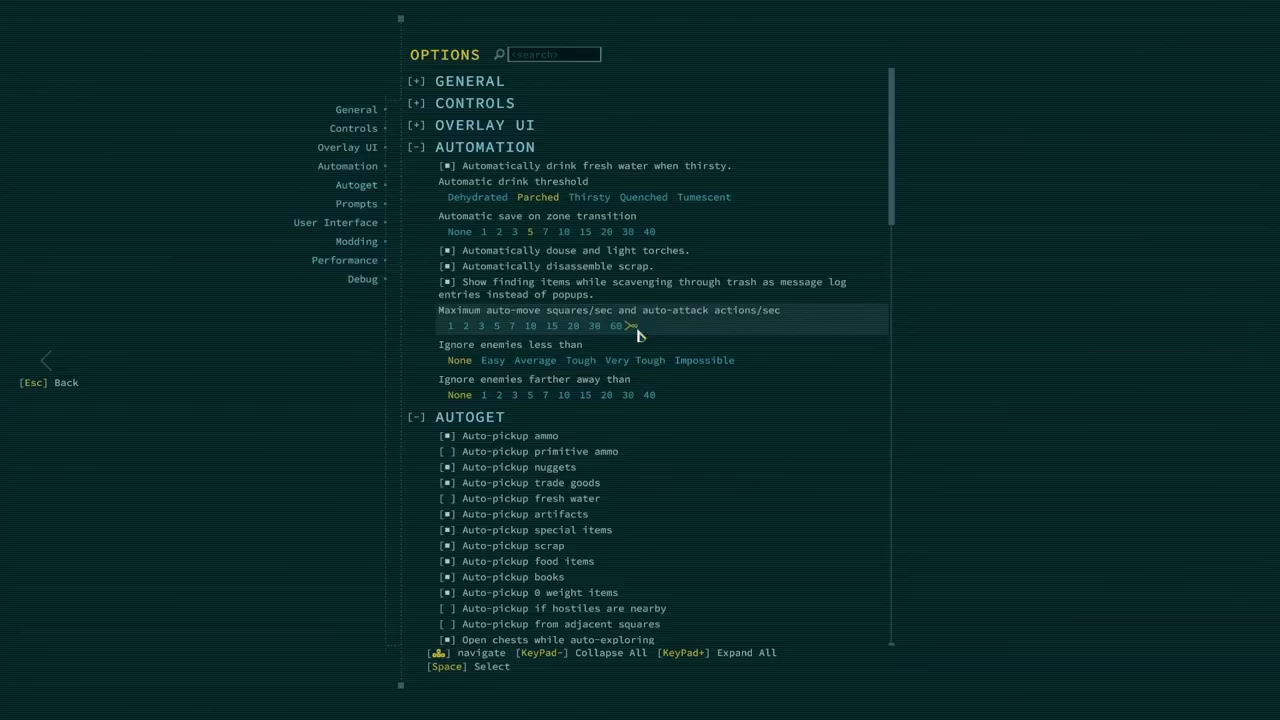 OPTIONS <search>
[+] GENERAL
[+] CONTROLS
[+] OVERLAY UI
[-] AUTOMATION
General
Controls
Overlay UI
Automation
Autoget
Prompts
User Interface
Modding
Performance
Debug
[Esc] Back
[■] Automatically drink fresh water when thirsty.
Automatic drink threshold
Dehydrated Parched Thirsty Quenched Tumescent
Automatic save on zone transition
None 1 2 3 5 7 10 15 20 30 40
[■] Automatically douse and light torches.
[■] Automatically disassemble scrap.
[■] Show finding items while scavenging through trash as message log
entries instead of popups.
Maximum auto-move squares/sec and auto-attack actions/sec
1 2 3 5 7 10 15 20 30 60
Ignore enemies less than
None Easy Average Tough Very Tough Impossible
Ignore enemies farther away than
None 1 2 3 5 7 10 15 20 30 40
[-] AUTOGET
[■] Auto-pickup ammo
[ ] Auto-pickup primitive ammo
[■] Auto-pickup nuggets
[■] Auto-pickup trade goods
[ ] Auto-pickup fresh water
[■] Auto-pickup artifacts
[■] Auto-pickup special items
[■] Auto-pickup scrap
[■] Auto-pickup food items
[■] Auto-pickup books
[■] Auto-pickup 0 weight items
[ ] Auto-pickup if hostiles are nearby
[ ] Auto-pickup from adjacent squares
[■] Open chests while auto-exploring
navigate [KeyPad-] Collapse All [KeyPad+] Expand All
[Space] Select